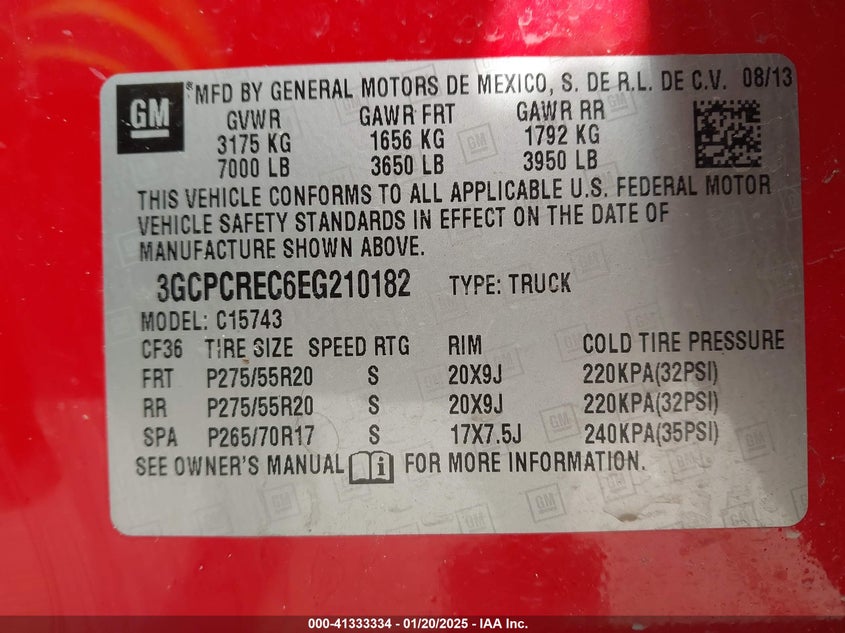 GM
®MFD BY GENERAL MOTORS DE MEXICO, S. DE R.L. DE C.V. 08/13
GVWR GAWR FRT GAWR RR
3175 KG 1656 KG 1792 KG
7000 LB 3650 LB 3950 LB
THIS VEHICLE CONFORMS TO ALL APPLICABLE U.S. FEDERAL MOTOR
VEHICLE SAFETY STANDARDS IN EFFECT ON THE DATE OF
MANUFACTURE SHOWN ABOVE.
3GCPCREC6EG210182 TYPE: TRUCK
MODEL: C15743
CF36 TIRE SIZE SPEED RTG RIM COLD TIRE PRESSURE
FRT P275/55R20 S 20X9J 220KPA(32PSI)
RR P275/55R20 S 20X9J 220KPA(32PSI)
SPA P265/70R17 S 17X7.5J 240KPA(35PSI)
SEE OWNER'S MANUAL FOR MORE INFORMATION.
000-41333334 - 01/20/2025 - IAA Inc.